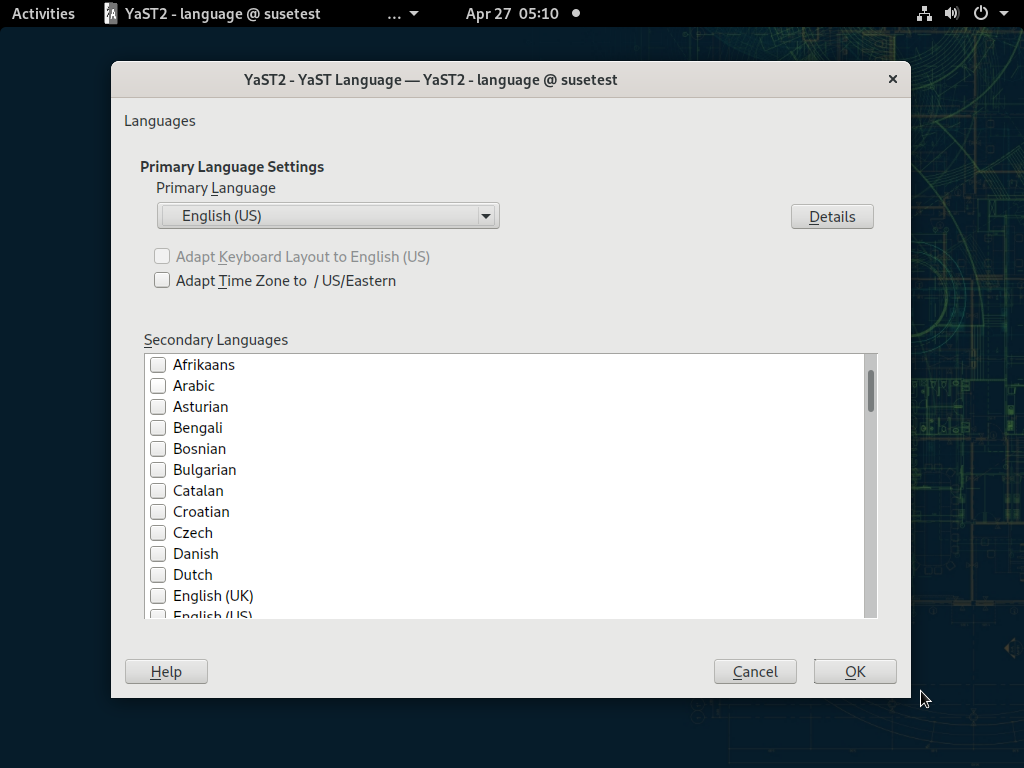 Activities YaST2 - language @ susetest ... Apr 27 05:10
YaST2 - YaST Language — YaST2 - language @ susetest
Languages
Primary Language Settings
Primary Language
English (US)
Details
Adapt Keyboard Layout to English (US)
Adapt Time Zone to / US/Eastern
Secondary Languages
Afrikaans
Arabic
Asturian
Bengali
Bosnian
Bulgarian
Catalan
Croatian
Czech
Danish
Dutch
English (UK)
English (US)
Help Cancel OK